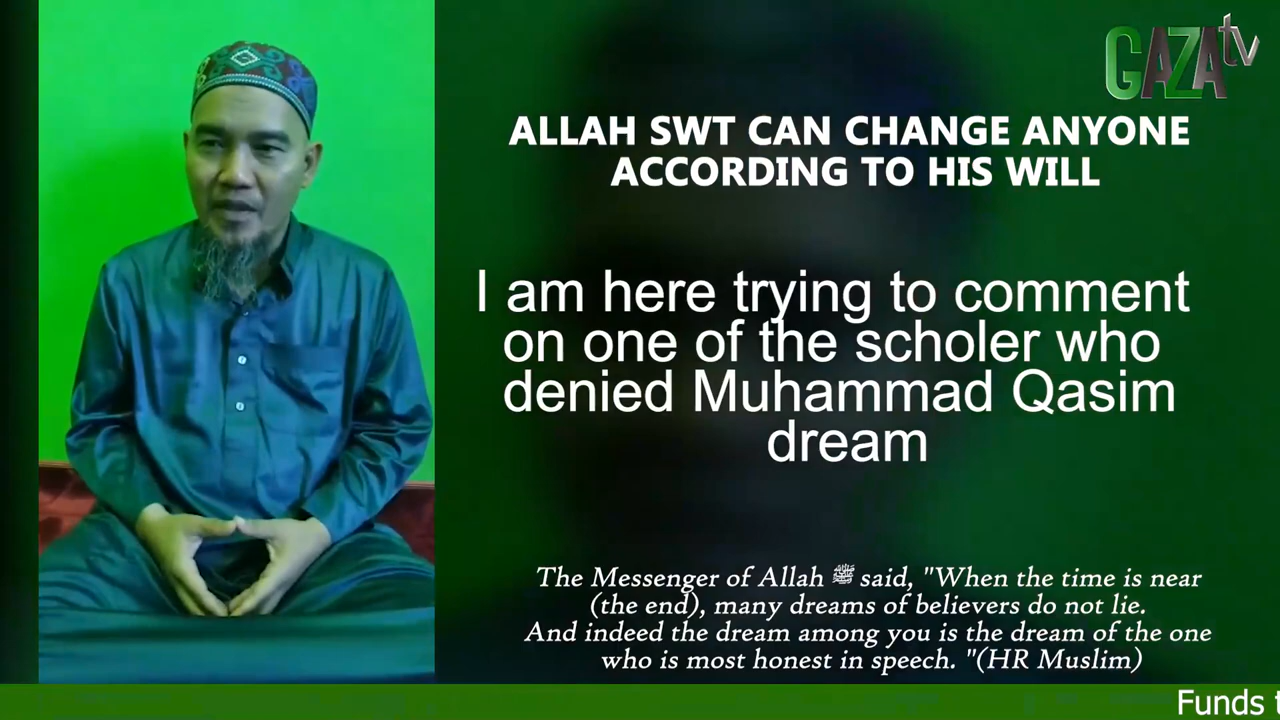 GAZAtv
ALLAH SWT CAN CHANGE ANYONE
ACCORDING TO HIS WILL
I am here trying to comment
on one of the scholer who
denied Muhammad Qasim
dream
The Messenger of Allah ﷺ said, "When the time is near
(the end), many dreams of believers do not lie.
And indeed the dream among you is the dream of the one
who is most honest in speech. "(HR Muslim)
Funds